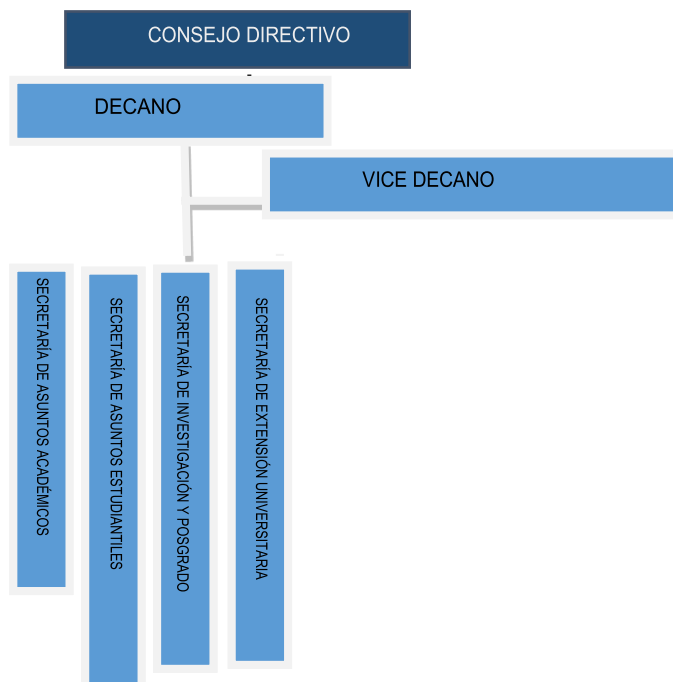 CONSEJO DIRECTIVO
DECANO
VICE DECANO
SECRETARÍA DE ASUNTOS ACADÉMICOS
SECRETARÍA DE ASUNTOS ESTUDIANTILES
SECRETARÍA DE INVESTIGACIÓN Y POSGRADO
SECRETARÍA DE EXTENSIÓN UNIVERSITARIA